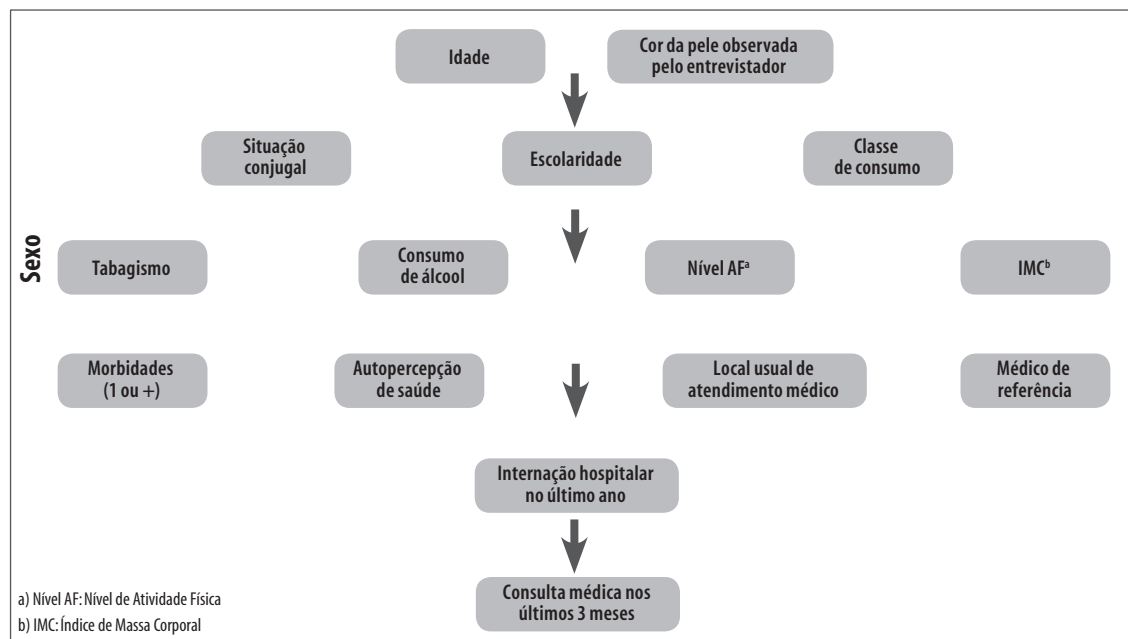 Idade
Cor da pele observada
pelo entrevistador
Situação
conjugal
Escolaridade
Classe
de consumo
Sexo
Tabagismo
Consumo
de álcool
Nível AFᵃ
IMCᵇ
Morbidades
(1 ou +)
Autopercepção
de saúde
Local usual de
atendimento médico
Médico de
referência
Internação hospitalar
no último ano
Consulta médica nos
últimos 3 meses
a) Nível AF: Nível de Atividade Física
b) IMC: Índice de Massa Corporal